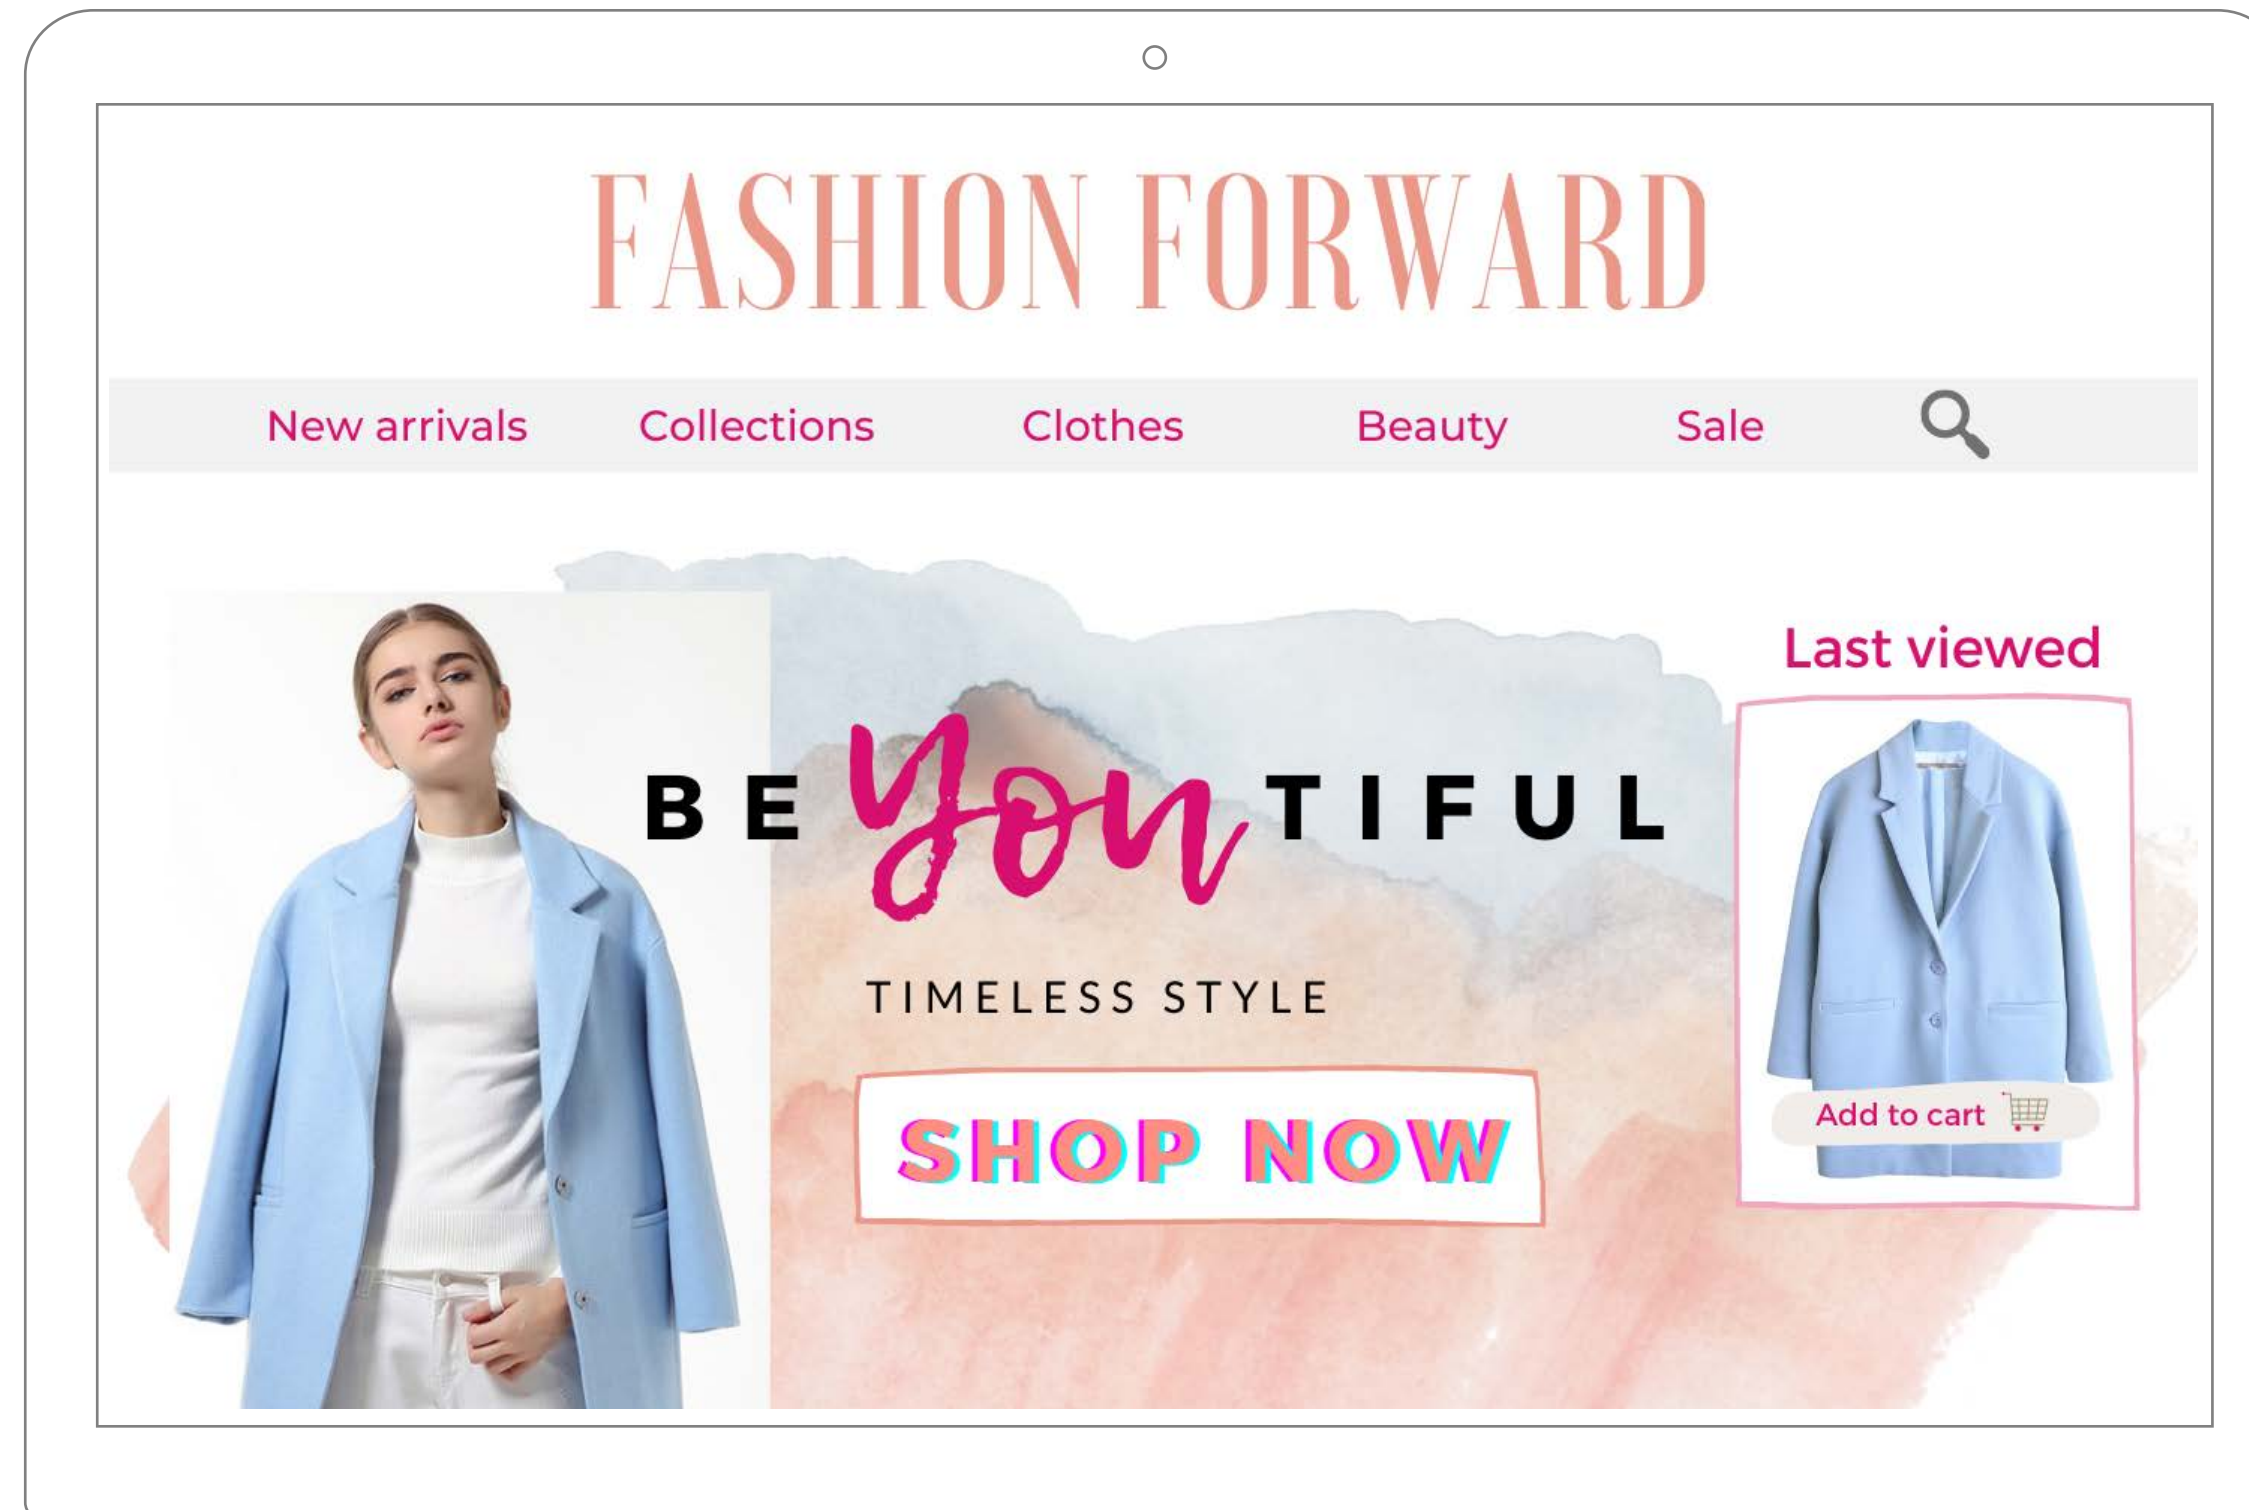 FASHION FORWARD
New arrivals Collections Clothes Beauty Sale
Last viewed
BE you TIFUL
TIMELESS STYLE
SHOP NOW
Add to cart